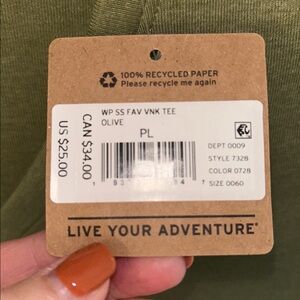 100% RECYCLED PAPER
Please recycle me again
WP SS FAV VNK TEE
OLIVE
PL
US $25.00
CAN $34.00
DEPT 0009
STYLE 7328
COLOR 0728
SIZE 0060
LIVE YOUR ADVENTURE®